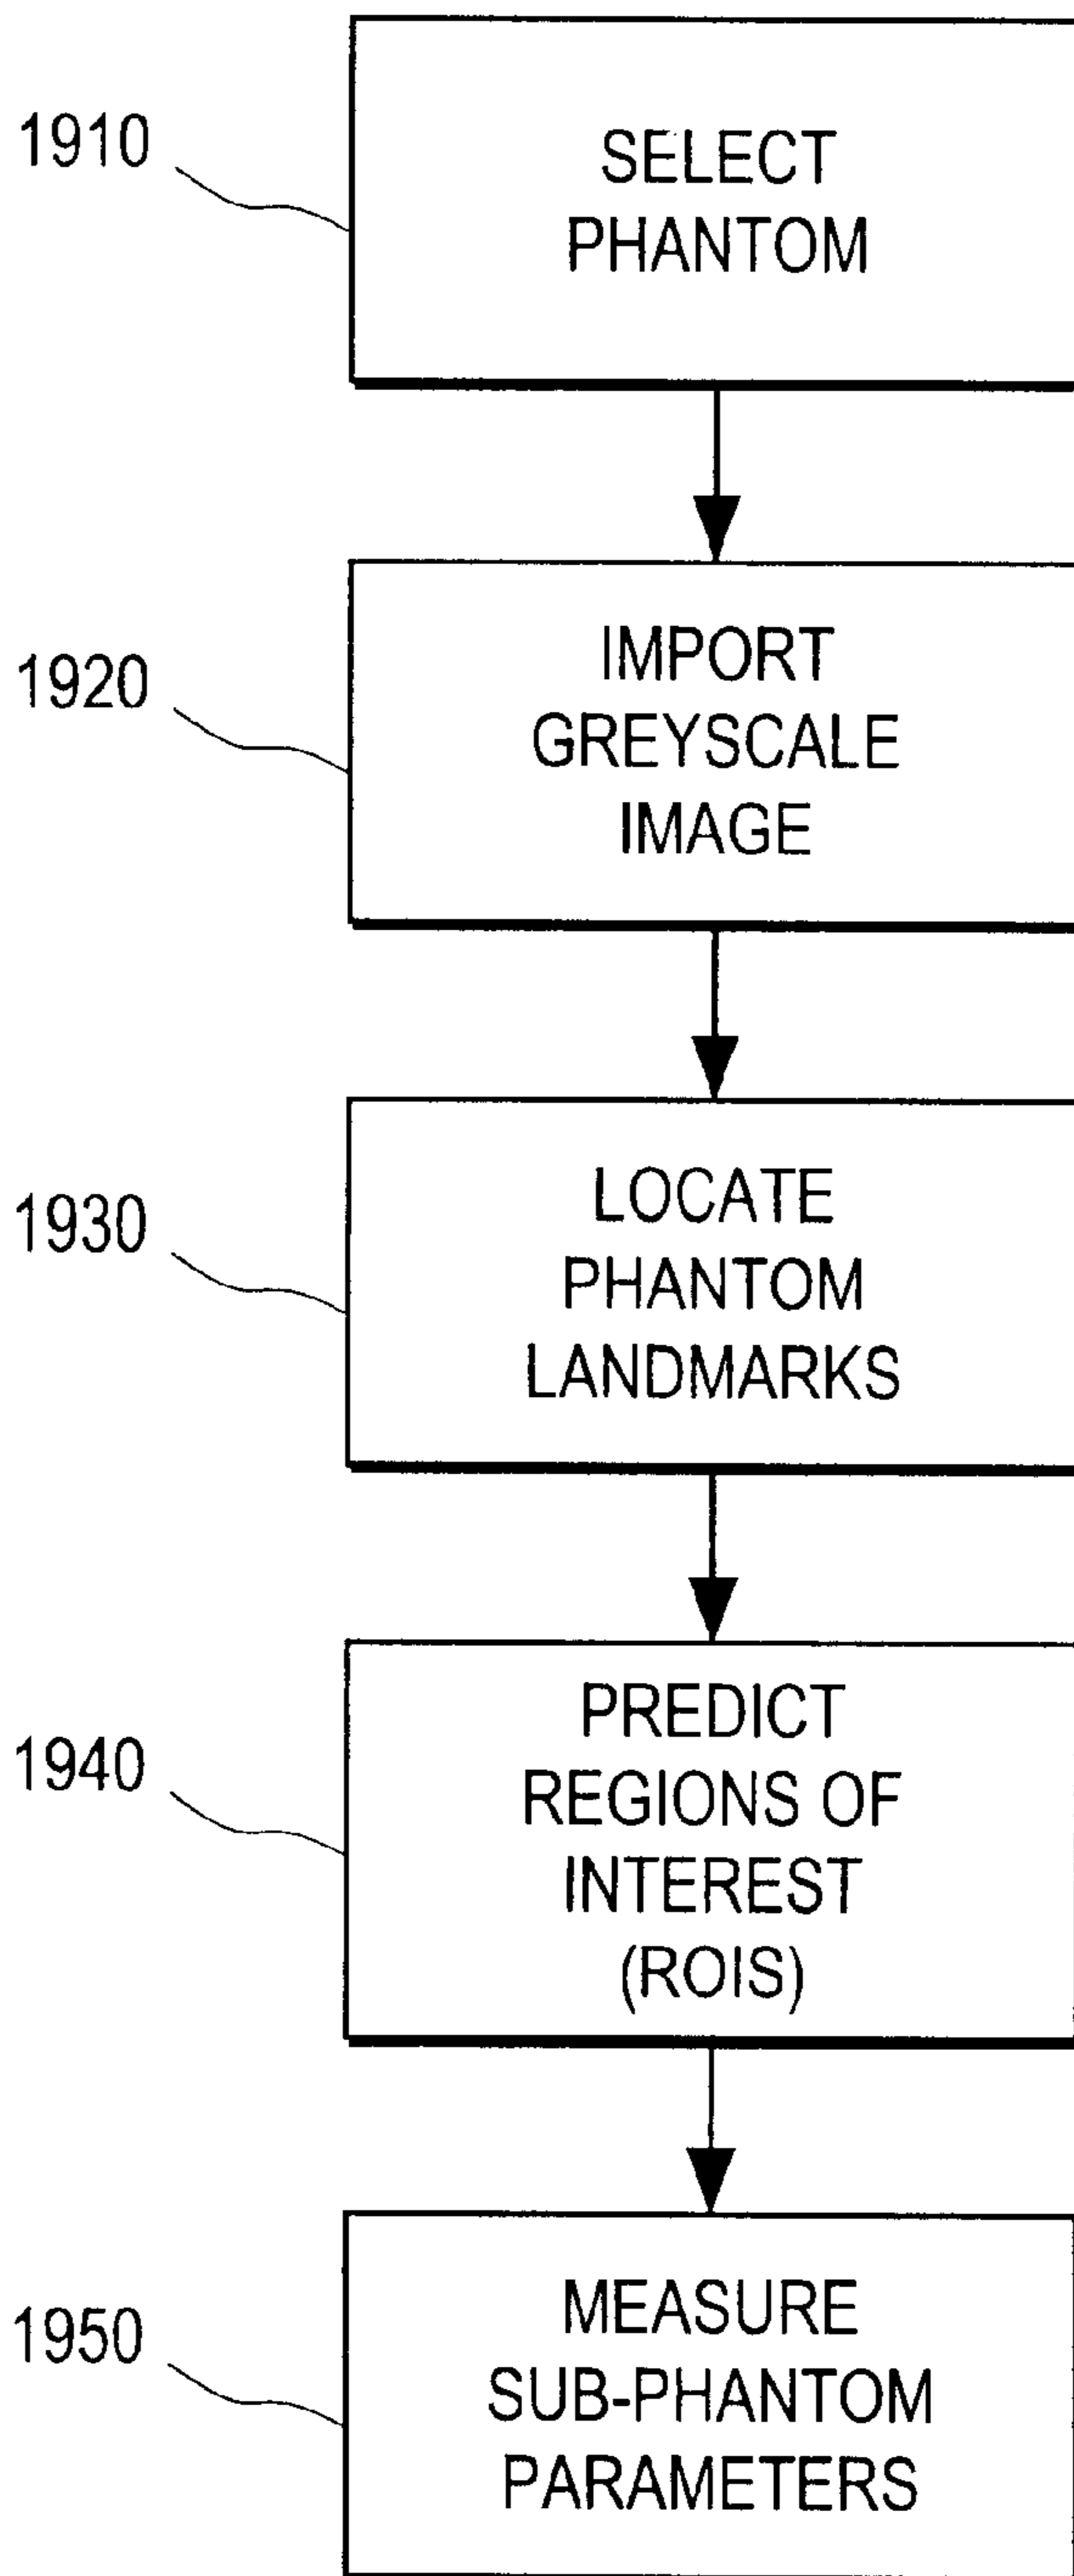 1910
SELECT
PHANTOM
1920
IMPORT
GREYSCALE
IMAGE
1930
LOCATE
PHANTOM
LANDMARKS
1940
PREDICT
REGIONS OF
INTEREST
(ROIS)
1950
MEASURE
SUB-PHANTOM
PARAMETERS